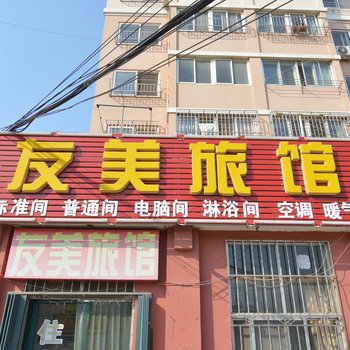 友美旅馆
标准间 普通间 电脑间 淋浴间 空调 暖气
友美旅馆
住